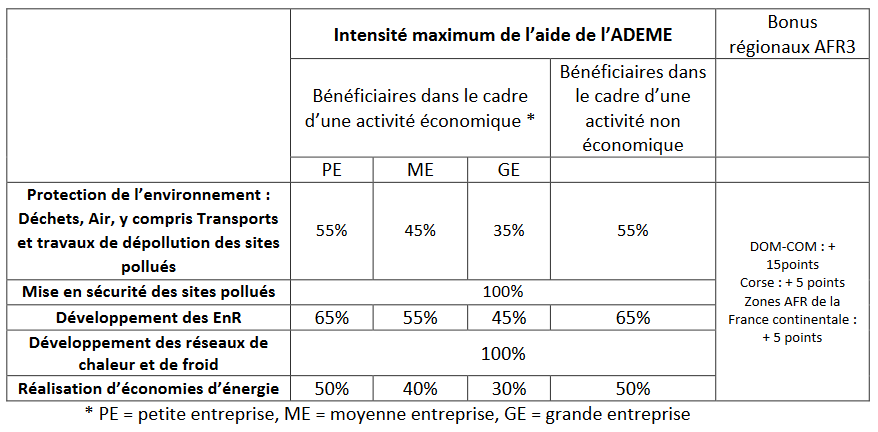 Intensité maximum de l'aide de l'ADEME
Bonus
régionaux AFR3
Bénéficiaires dans le cadre
d'une activité économique *
Bénéficiaires dans
le cadre d'une
activité non
économique
PE
ME
GE
Protection de l'environnement :
Déchets, Air, y compris Transports
et travaux de dépollution des sites
pollués
55%
45%
35%
55%
DOM-COM : +
15points
Corse : + 5 points
Zones AFR de la
France continentale :
+ 5 points
Mise en sécurité des sites pollués
100%
Développement des EnR
65%
55%
45%
65%
Développement des réseaux de
chaleur et de froid
100%
Réalisation d'économies d'énergie
50%
40%
30%
50%
* PE = petite entreprise, ME = moyenne entreprise, GE = grande entreprise